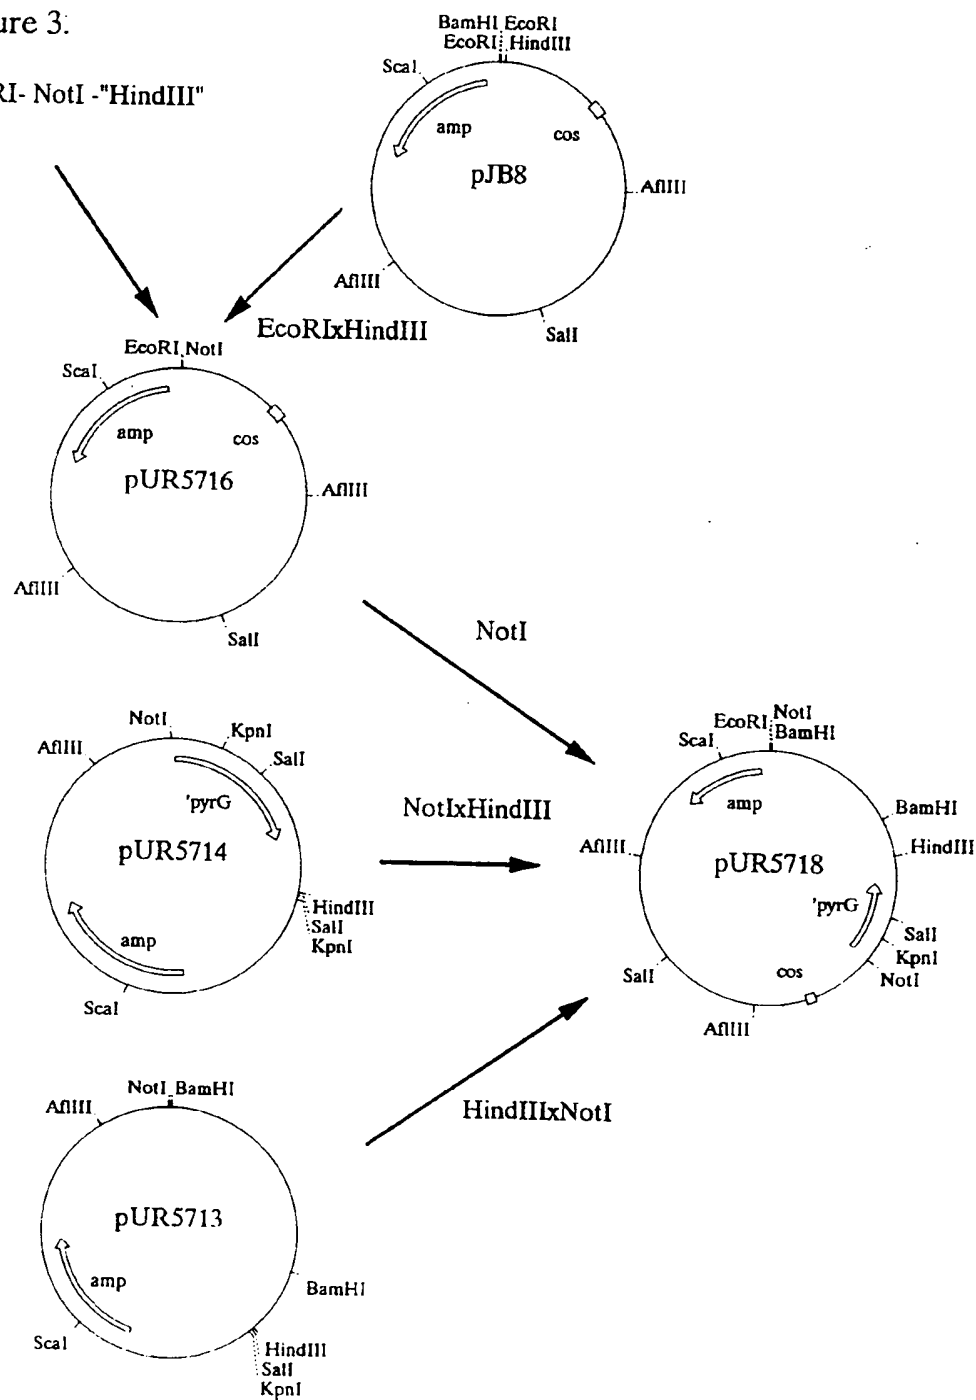 ure 3:
RI- NotI -"HindIII"
BamHI EcoRI
EcoRI HindIII
ScaI
amp
cos
pJB8
AflIII
AflIII
SalI
EcoRIxHindIII
EcoRI NotI
ScaI
amp
cos
pUR5716
AflIII
AflIII
SalI
NotI
NotI
KpnI
AflIII
SalI
'pyrG
pUR5714
HindIII
SalI
KpnI
amp
ScaI
NotIxHindIII
NotI
EcoRI BamHI
ScaI
amp
BamHI
AflIII
HindIII
pUR5718
'pyrG
SalI
KpnI
NotI
SalI
cos
AflIII
NotI BamHI
AflIII
HindIIIxNotI
pUR5713
amp
BamHI
ScaI
HindIII
SalI
KpnI